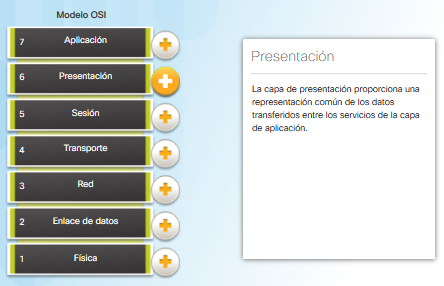 Modelo OSI
7 Aplicación
6 Presentación
5 Sesión
4 Transporte
3 Red
2 Enlace de datos
1 Física
Presentación
La capa de presentación proporciona una
representación común de los datos
transferidos entre los servicios de la capa
de aplicación.